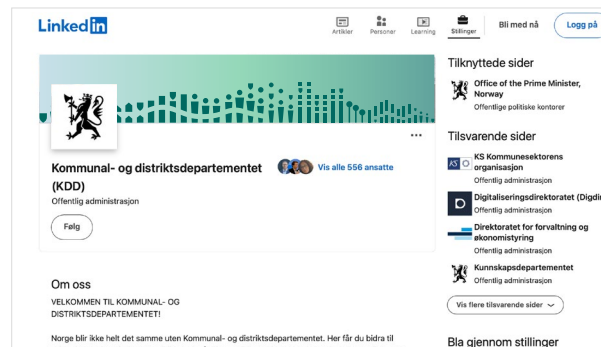 Linked in
Artikler
Personer
Learning
Stillinger
Bli med nå
Logg på
Kommunal- og distriktsdepartementet
(KDD)
Offentlig administrasjon
Vis alle 556 ansatte
Følg
Om oss
VELKOMMEN TIL KOMMUNAL- OG
DISTRIKTSDEPARTEMENTET!
Norge blir ikke helt det samme uten Kommunal- og distriktsdepartementet. Her får du bidra til
Tilknyttede sider
Office of the Prime Minister,
Norway
Offentlige politiske kontorer
Tilsvarende sider
KS
KS Kommunesektorens
organisasjon
Offentlig administrasjon
Digitaliseringsdirektoratet (Digdir
Offentlig administrasjon
Direktoratet for forvaltning og
økonomistyring
Offentlig administrasjon
Kunnskapsdepartementet
Offentlig administrasjon
Vis flere tilsvarende sider
Bla gjennom stillinger